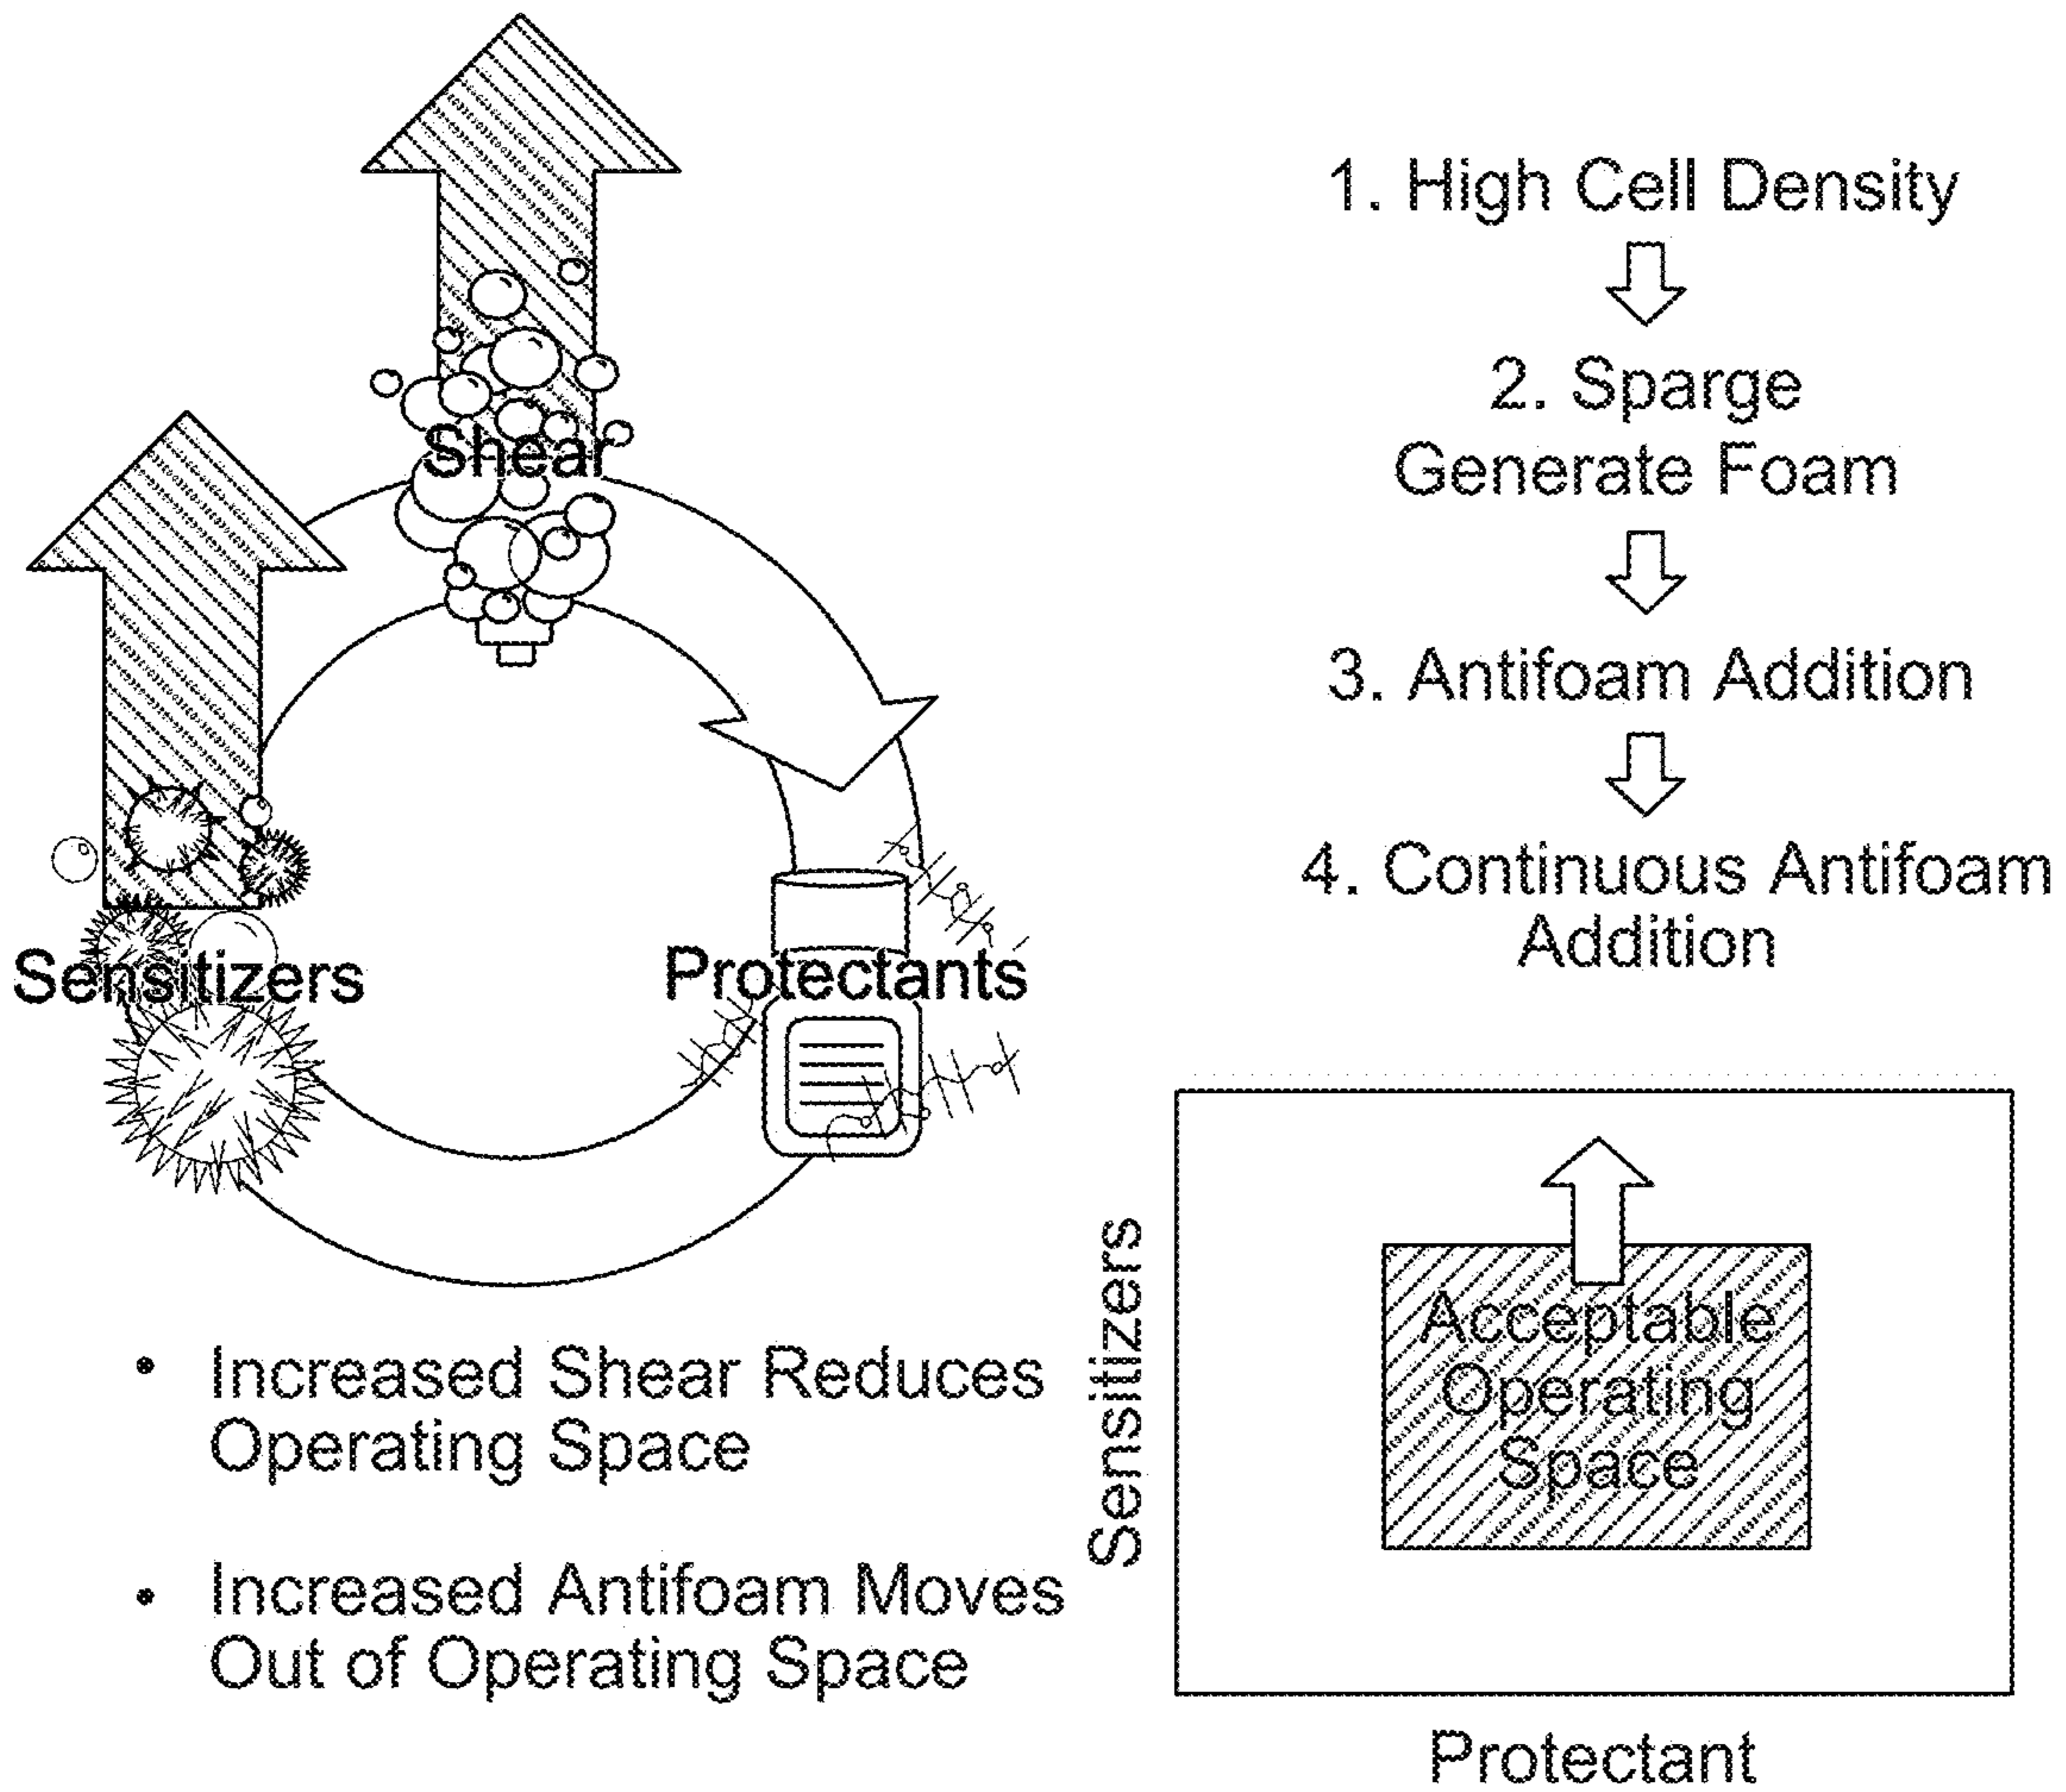 Shear
Sensitizers
Protectants
• Increased Shear Reduces
Operating Space
• Increased Antifoam Moves
Out of Operating Space
1. High Cell Density
2. Sparge
Generate Foam
3. Antifoam Addition
4. Continuous Antifoam
Addition
Sensitizers
Acceptable
Operating
Space
Protectant